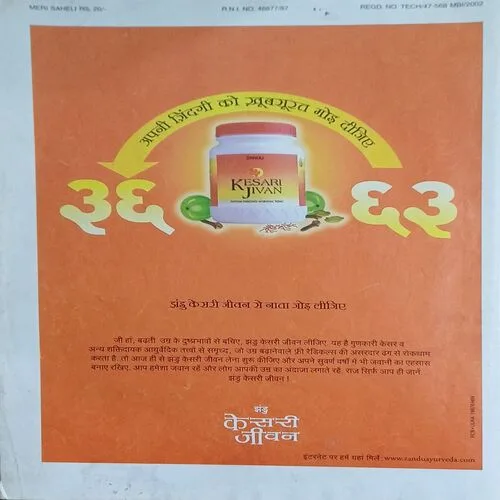 MERI SAHELI RS. 20/-
R.N.I. NO. 46877/87
REGD. NO. TECH/47-568 MBI/2002
अपनी ज़िंदगी को ख़ूबसूरत मोड़ दीजिए
ZANDU
KESARI
JIVAN
३६
६३
झंडु केसरी जीवन से नाता जोड़ लीजिए
जी हां, बढ़ती उम्र के दुष्प्रभावों से बचिए, झंडु केसरी जीवन लीजिए. यह है गुणकारी केसर व
अन्य शक्तिदायक आयुर्वेदिक तत्त्वों से समृद्ध, जो उम्र बढ़ानेवाले फ्री रेडिकल्स की असरदार ढंग से रोकथाम
करता है. तो आज ही से झंडु केसरी जीवन लेना शुरू कीजिए और अपने सुवर्ण वर्षों में भी जवानी का एहसास
बनाए रखिए. आप हमेशा जवान रहें और लोग आपकी उम्र का अंदाजा लगाते रहें. राज़ सिर्फ आप ही जानें.
झंडु केसरी जीवन !
झंडु
केसरी
जीवन
इंटरनेट पर हमें यहां मिलें: www.zanduayurveda.com